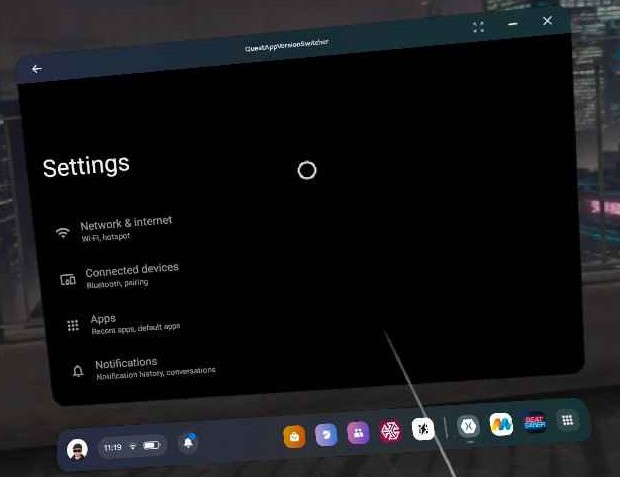 QuestAppVersionSwitcher
Settings
Network & internet
Wi-Fi, hotspot
Connected devices
Bluetooth, pairing
Apps
Recent apps, default apps
Notifications
Notification history, conversations
11:19
BEAT
SABER